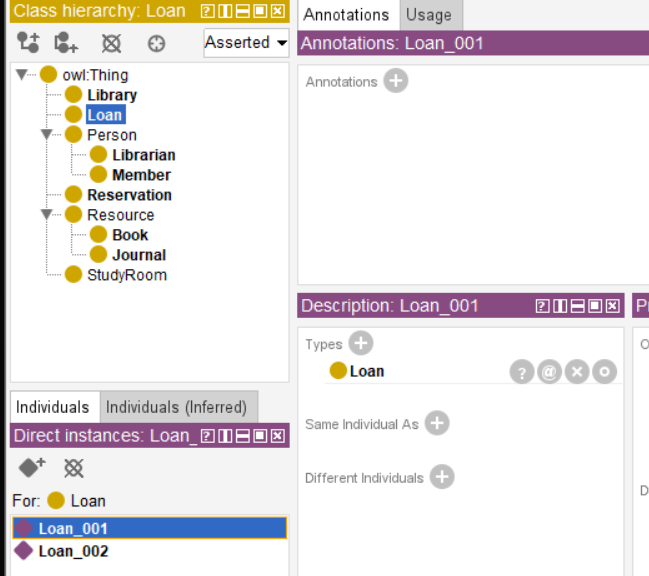 Class hierarchy: Loan
Asserted
owl:Thing
Library
Loan
Person
Librarian
Member
Reservation
Resource
Book
Journal
StudyRoom
Individuals
Individuals (Inferred)
Direct instances: Loan_
For: Loan
Loan_001
Loan_002
Annotations
Usage
Annotations: Loan_001
Annotations
Description: Loan_001
Types
Loan
Same Individual As
Different Individuals
P
O
D